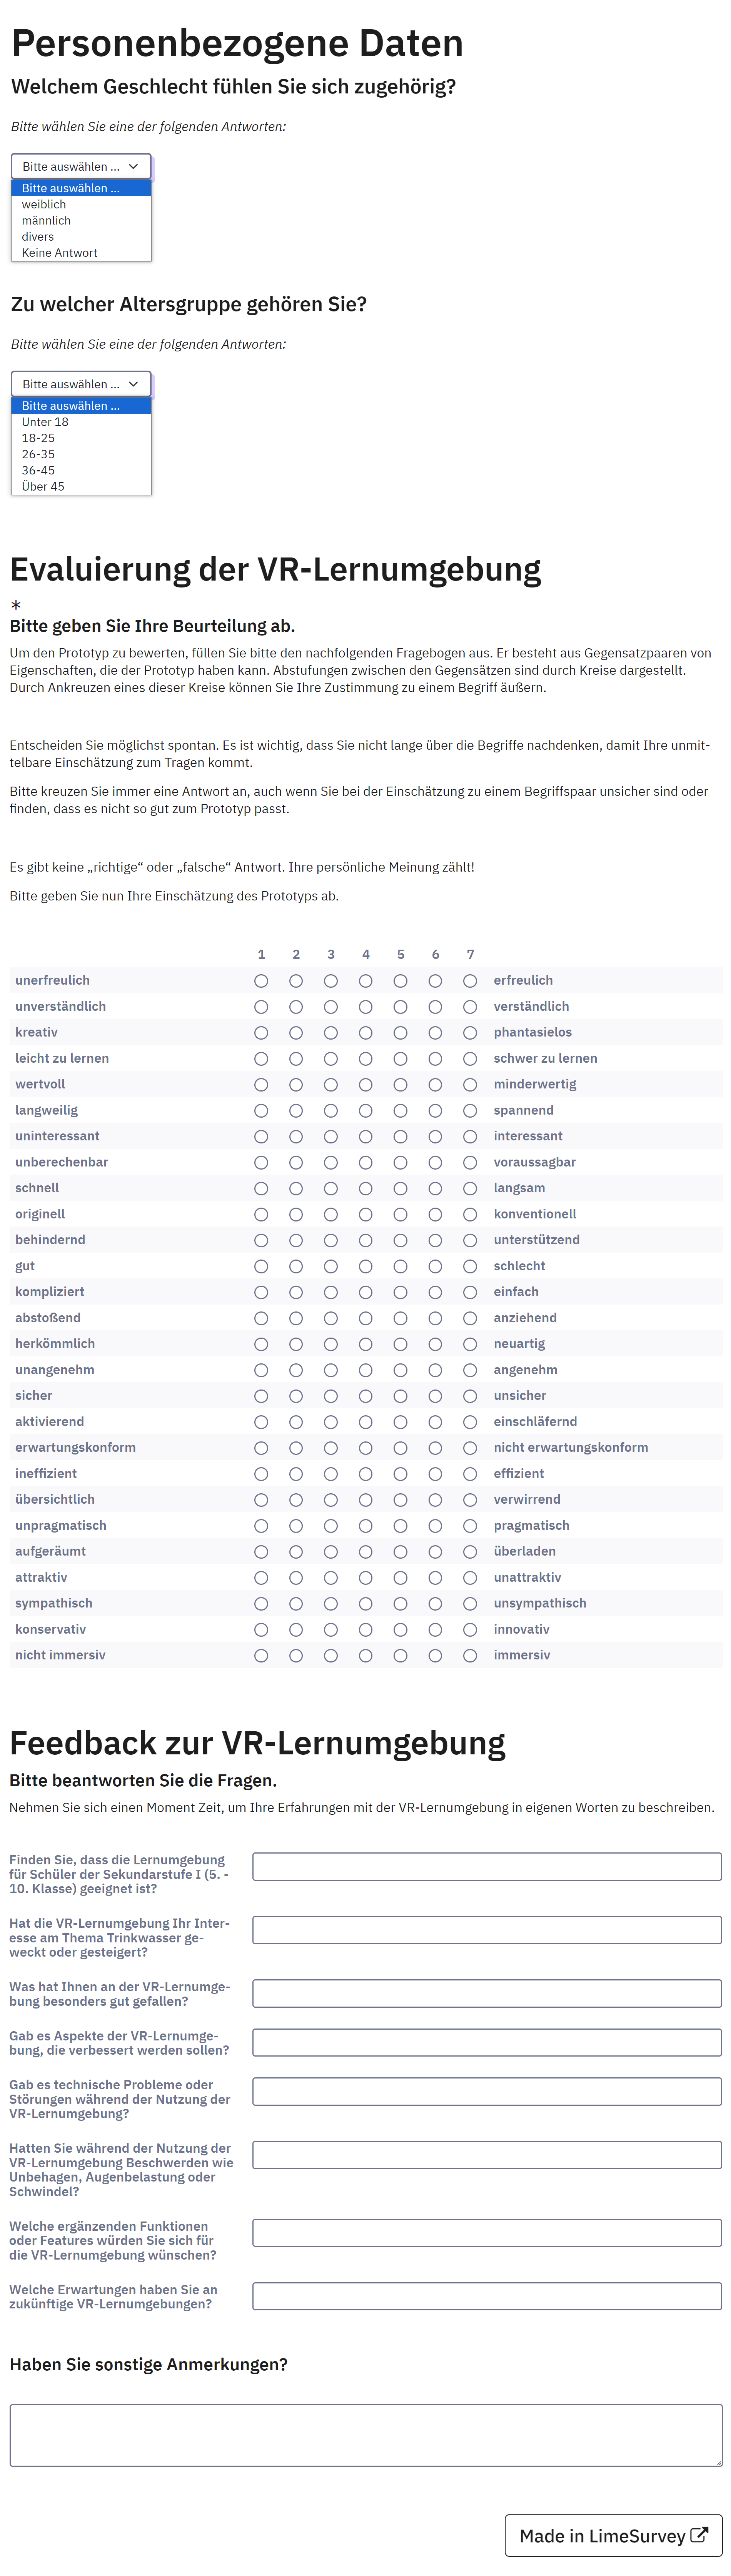 Personenbezogene Daten
Welchem Geschlecht fühlen Sie sich zugehörig?
Bitte wählen Sie eine der folgenden Antworten:
Bitte auswählen ...
Bitte auswählen ...
weiblich
männlich
divers
Keine Antwort
Zu welcher Altersgruppe gehören Sie?
Bitte wählen Sie eine der folgenden Antworten:
Bitte auswählen ...
Bitte auswählen ...
Unter 18
18-25
26-35
36-45
Über 45
Evaluierung der VR-Lernumgebung
*
Bitte geben Sie Ihre Beurteilung ab.
Um den Prototyp zu bewerten, füllen Sie bitte den nachfolgenden Fragebogen aus. Er besteht aus Gegensatzpaaren von
Eigenschaften, die der Prototyp haben kann. Abstufungen zwischen den Gegensätzen sind durch Kreise dargestellt.
Durch Ankreuzen eines dieser Kreise können Sie Ihre Zustimmung zu einem Begriff äußern.
Entscheiden Sie möglichst spontan. Es ist wichtig, dass Sie nicht lange über die Begriffe nachdenken, damit Ihre unmit-
telbare Einschätzung zum Tragen kommt.
Bitte kreuzen Sie immer eine Antwort an, auch wenn Sie bei der Einschätzung zu einem Begriffspaar unsicher sind oder
finden, dass es nicht so gut zum Prototyp passt.
Es gibt keine „richtige“ oder „falsche“ Antwort. Ihre persönliche Meinung zählt!
Bitte geben Sie nun Ihre Einschätzung des Prototyps ab.
1 2 3 4 5 6 7
unerfreulich erfreulich
unverständlich verständlich
kreativ phantasielos
leicht zu lernen schwer zu lernen
wertvoll minderwertig
langweilig spannend
uninteressant interessant
unberechenbar voraussagbar
schnell langsam
originell konventionell
behindernd unterstützend
gut schlecht
kompliziert einfach
abstoßend anziehend
herkömmlich neuartig
unangenehm angenehm
sicher unsicher
aktivierend einschläfernd
erwartungskonform nicht erwartungskonform
ineffizient effizient
übersichtlich verwirrend
unpragmatisch pragmatisch
aufgeräumt überladen
attraktiv unattraktiv
sympathisch unsympathisch
konservativ innovativ
nicht immersiv immersiv
Feedback zur VR-Lernumgebung
Bitte beantworten Sie die Fragen.
Nehmen Sie sich einen Moment Zeit, um Ihre Erfahrungen mit der VR-Lernumgebung in eigenen Worten zu beschreiben.
Finden Sie, dass die Lernumgebung
für Schüler der Sekundarstufe I (5. -
10. Klasse) geeignet ist?
Hat die VR-Lernumgebung Ihr Inter-
esse am Thema Trinkwasser ge-
weckt oder gesteigert?
Was hat Ihnen an der VR-Lernumge-
bung besonders gut gefallen?
Gab es Aspekte der VR-Lernumge-
bung, die verbessert werden sollen?
Gab es technische Probleme oder
Störungen während der Nutzung der
VR-Lernumgebung?
Hatten Sie während der Nutzung der
VR-Lernumgebung Beschwerden wie
Unbehagen, Augenbelastung oder
Schwindel?
Welche ergänzenden Funktionen
oder Features würden Sie sich für
die VR-Lernumgebung wünschen?
Welche Erwartungen haben Sie an
zukünftige VR-Lernumgebungen?
Haben Sie sonstige Anmerkungen?
Made in LimeSurvey